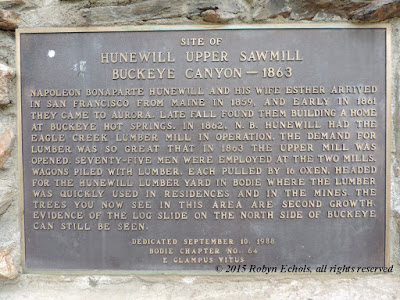 SITE OF
HUNEWILL UPPER SAWMILL
BUCKEYE CANYON — 1863
NAPOLEON BONAPARTE HUNEWILL AND HIS WIFE ESTHER ARRIVED
IN SAN FRANCISCO FROM MAINE IN 1859, AND EARLY IN 1861
THEY CAME TO AURORA. LATE FALL FOUND THEM BUILDING A HOME
AT BUCKEYE HOT SPRINGS. IN 1862, N. B. HUNEWILL HAD THE
EAGLE CREEK LUMBER MILL IN OPERATION. THE DEMAND FOR
LUMBER WAS SO GREAT THAT IN 1863 THE UPPER MILL WAS
OPENED. SEVENTY-FIVE MEN WERE EMPLOYED AT THE TWO MILLS.
WAGONS PILED WITH LUMBER, EACH PULLED BY 16 OXEN, HEADED
FOR THE HUNEWILL LUMBER YARD IN BODIE WHERE THE LUMBER
WAS QUICKLY USED IN RESIDENCES AND IN THE MINES. THE
TREES YOU NOW SEE IN THIS AREA ARE SECOND GROWTH.
EVIDENCE OF THE LOG SLIDE ON THE NORTH SIDE OF BUCKEYE
CAN STILL BE SEEN.
DEDICATED SEPTEMBER 10, 1988
BODIE CHAPTER NO. 64
E CLAMPUS VITUS
© 2015 Robyn Echols, all rights reserved